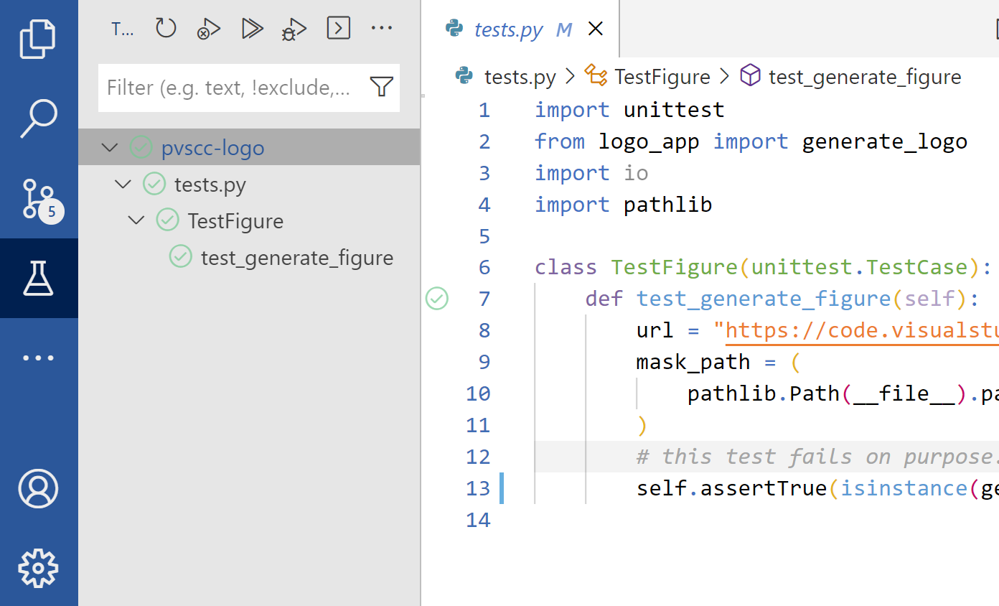 T...
Filter (e.g. text, !exclude,...
pvscc-logo
tests.py
TestFigure
test_generate_figure
5
tests.py M
tests.py > TestFigure > test_generate_figure
1 import unittest
2 from logo_app import generate_logo
3 import io
4 import pathlib
5
6 class TestFigure(unittest.TestCase):
7 def test_generate_figure(self):
8 url = "https://code.visualstu
9 mask_path = (
10 pathlib.Path(__file__).pa
11 )
12 # this test fails on purpose.
13 self.assertTrue(isinstance(ge
14